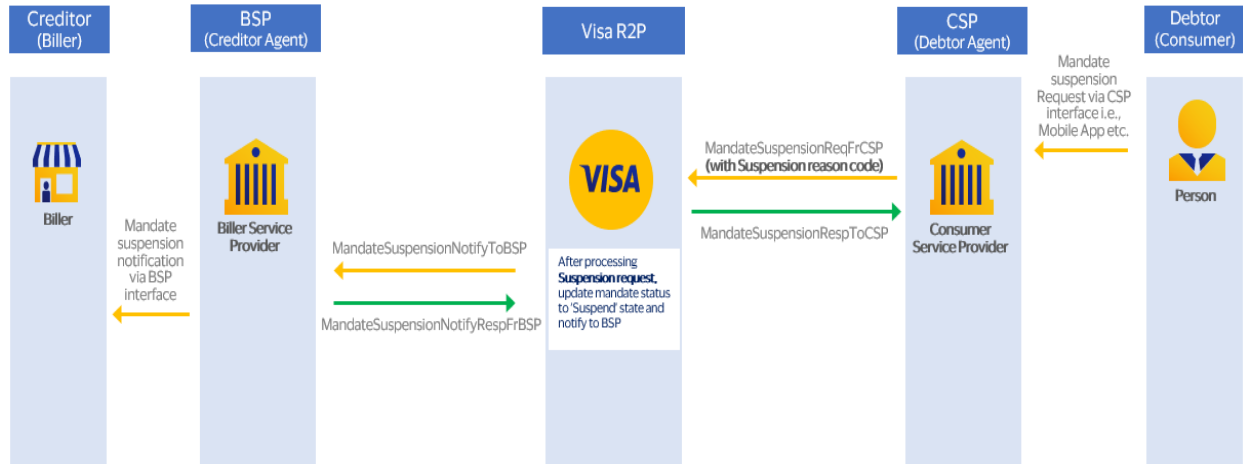 Creditor
(Biller)
BSP
(Creditor Agent)
Visa R2P
CSP
(Debtor Agent)
Debtor
(Consumer)
Mandate
suspension
Request via CSP
interface i.e.,
Mobile App etc.
MandateSuspensionReqFrCSP
(with Suspension reason code)
VISA
MandateSuspensionRespToCSP
Biller
Biller Service
Provider
Consumer
Service Provider
Person
Mandate
suspension
notification
via BSP
interface
MandateSuspensionNotifyToBSP
MandateSuspensionNotifyRespFrBSP
After processing
Suspension request,
update mandate status
to 'Suspend' state and
notify to BSP